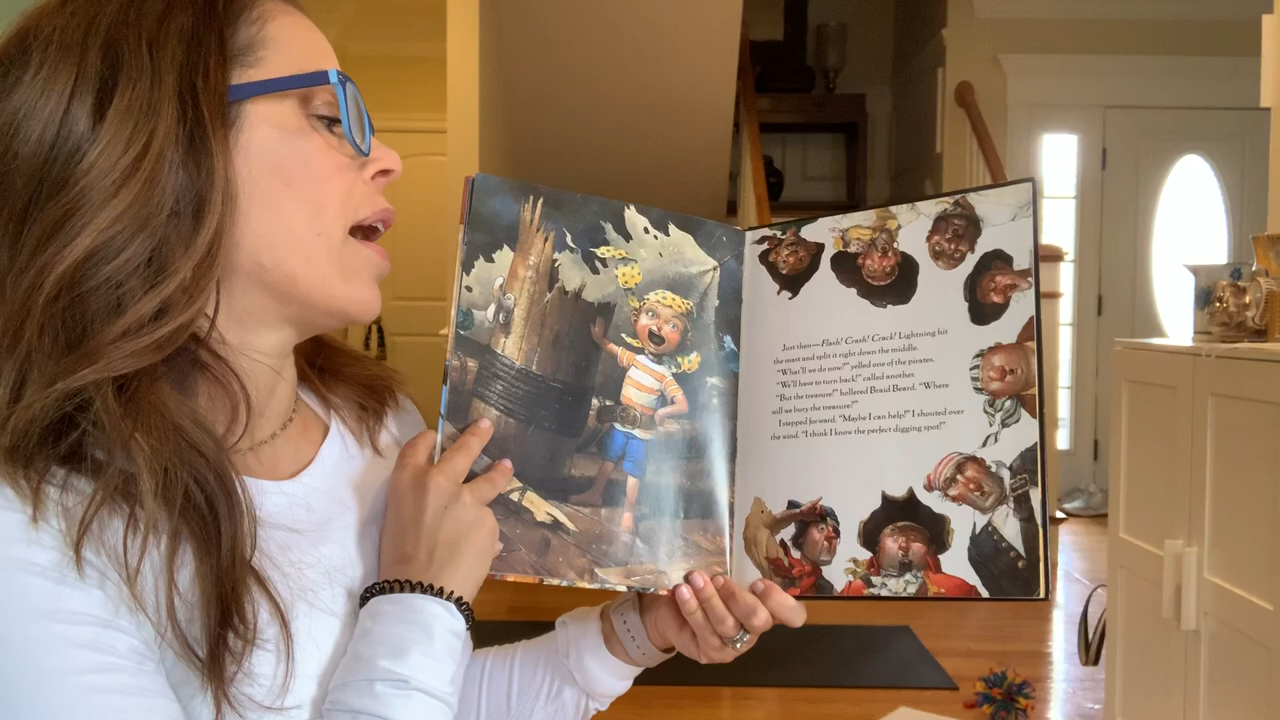 Just then—Flash! Crash! Crack! Lightning hit
the mast and split it right down the middle.
"What'll we do now?" yelled one of the pirates.
"We'll have to turn back!" called another.
"But the treasure!" hollered Braid Beard. "Where
will we bury the treasure?"
I stepped forward. "Maybe I can help!" I shouted over
the wind. "I think I know the perfect digging spot!"